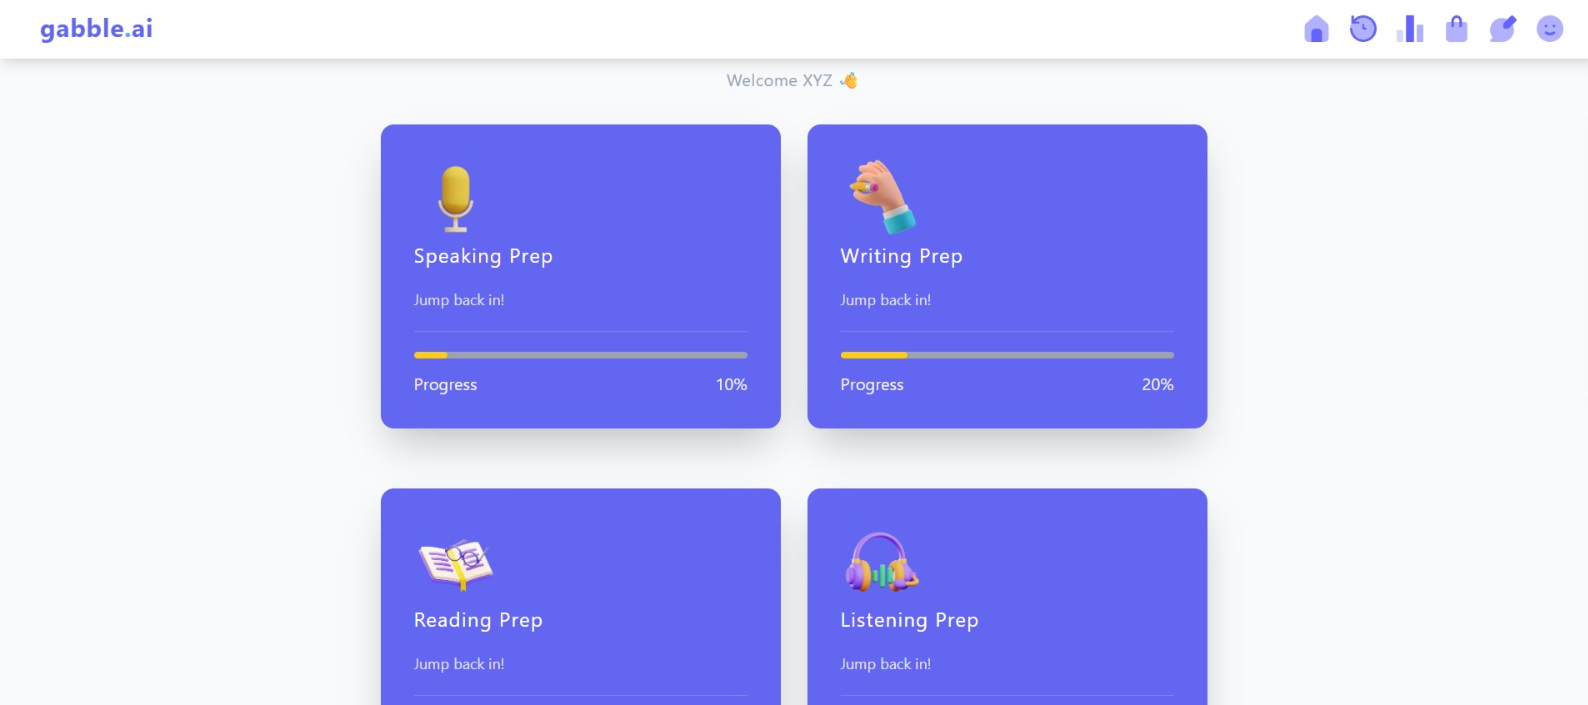 gabble.ai
Welcome XYZ 👋
Speaking Prep
Jump back in!
Progress 10%
Writing Prep
Jump back in!
Progress 20%
Reading Prep
Jump back in!
Listening Prep
Jump back in!